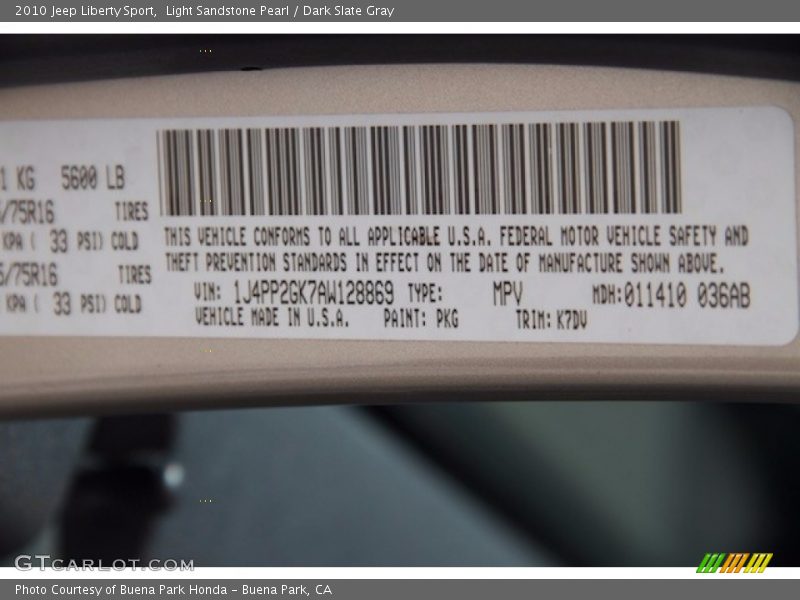 2010 Jeep Liberty Sport,  Light Sandstone Pearl / Dark Slate Gray
KG 5600 LB
/75R16 TIRES
KPA ( 33 PSI) COLD
/75R16 TIRES
KPA ( 33 PSI) COLD
THIS VEHICLE CONFORMS TO ALL APPLICABLE U.S.A. FEDERAL MOTOR VEHICLE SAFETY AND
THEFT PREVENTION STANDARDS IN EFFECT ON THE DATE OF MANUFACTURE SHOWN ABOVE.
VIN: 1J4PP2GK7AW128869 TYPE: MPV MDH:011410 036AB
VEHICLE MADE IN U.S.A. PAINT: PKG TRIM: K7DV
GTCARLOT.COM
Photo Courtesy of Buena Park Honda - Buena Park, CA